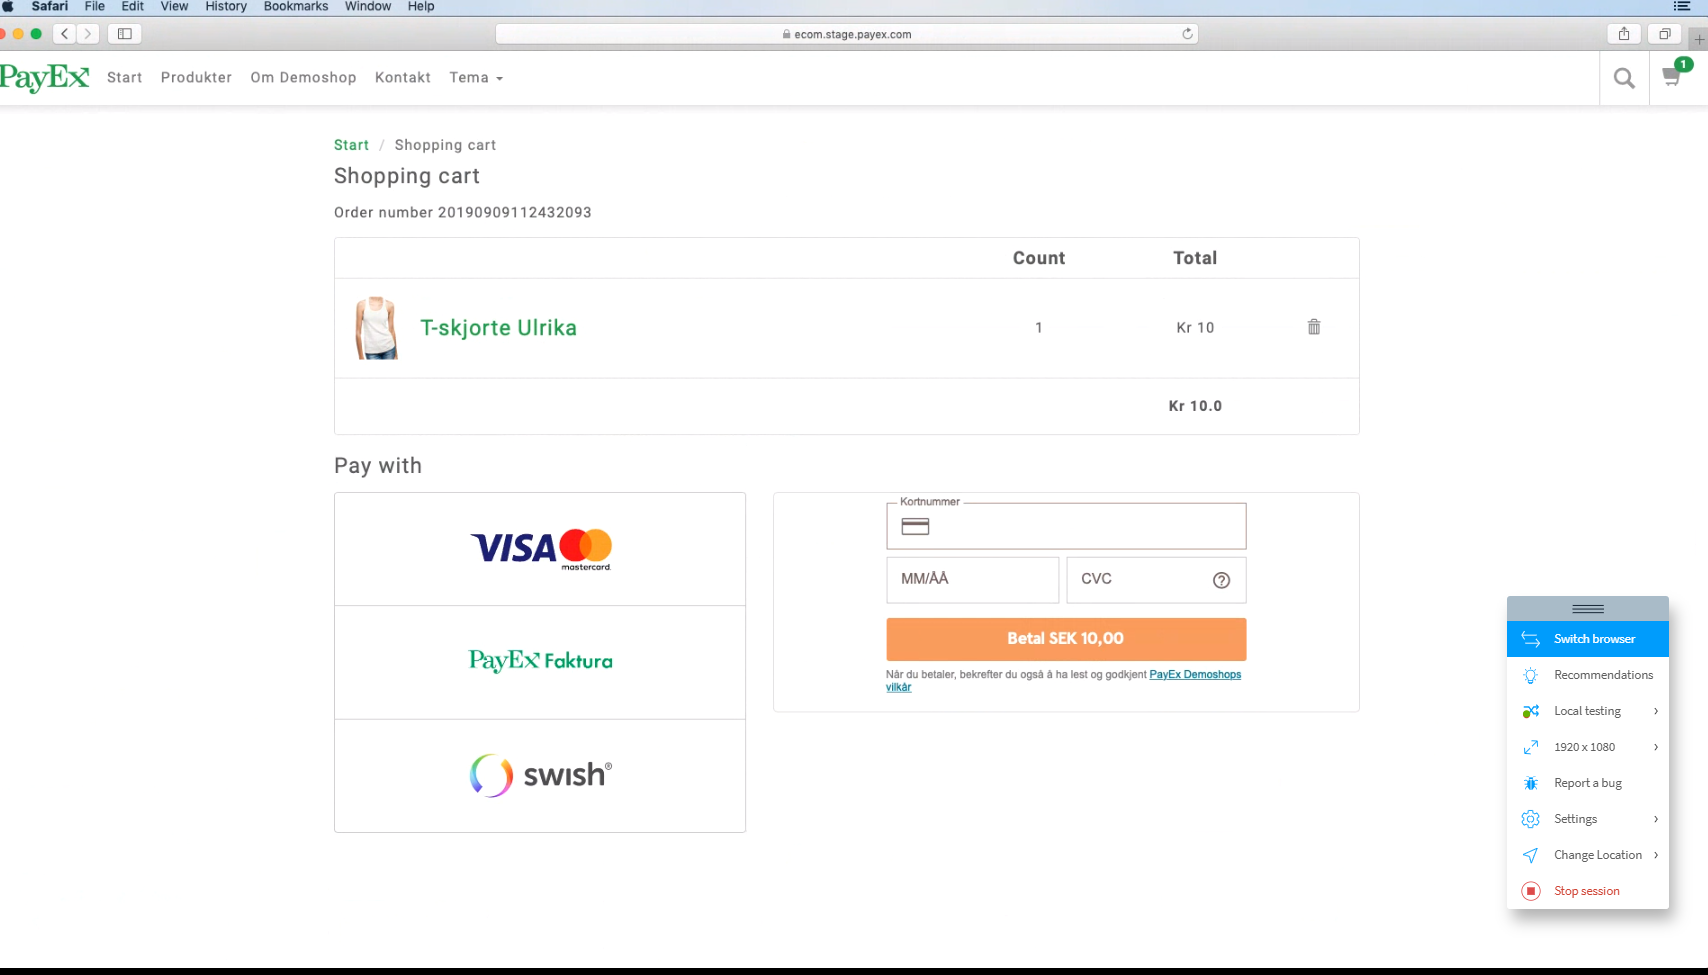 Safari File Edit View History Bookmarks Window Help
ecom.stage.payex.com
PayEx Start Produkter Om Demoshop Kontakt Tema 1
Start / Shopping cart
Shopping cart
Order number 20190909112432093
Count Total
T-skjorte Ulrika 1 Kr 10
Kr 10.0
Pay with
VISA mastercard.
PayEx Faktura
swish®
Kortnummer
MM/ÅÅ CVC ?
Betal SEK 10,00
Når du betaler, bekrefter du også å ha lest og godkjent PayEx Demoshops
vilkår
Switch browser
Recommendations
Local testing
1920 x 1080
Report a bug
Settings
Change Location
Stop session